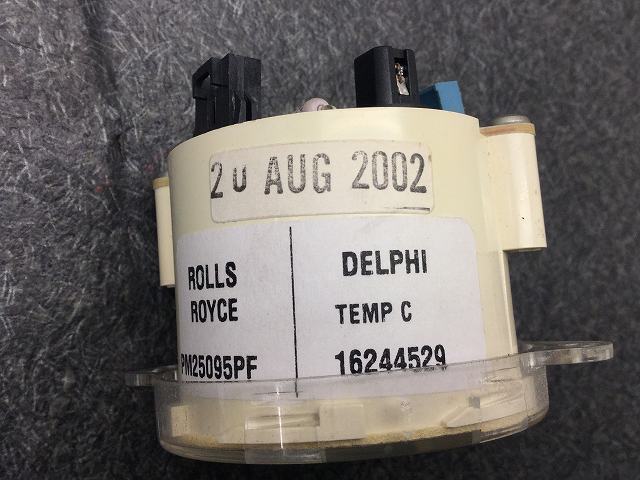 20 AUG 2002
ROLLS
ROYCE
PM25095PF
DELPHI
TEMP C
16244529